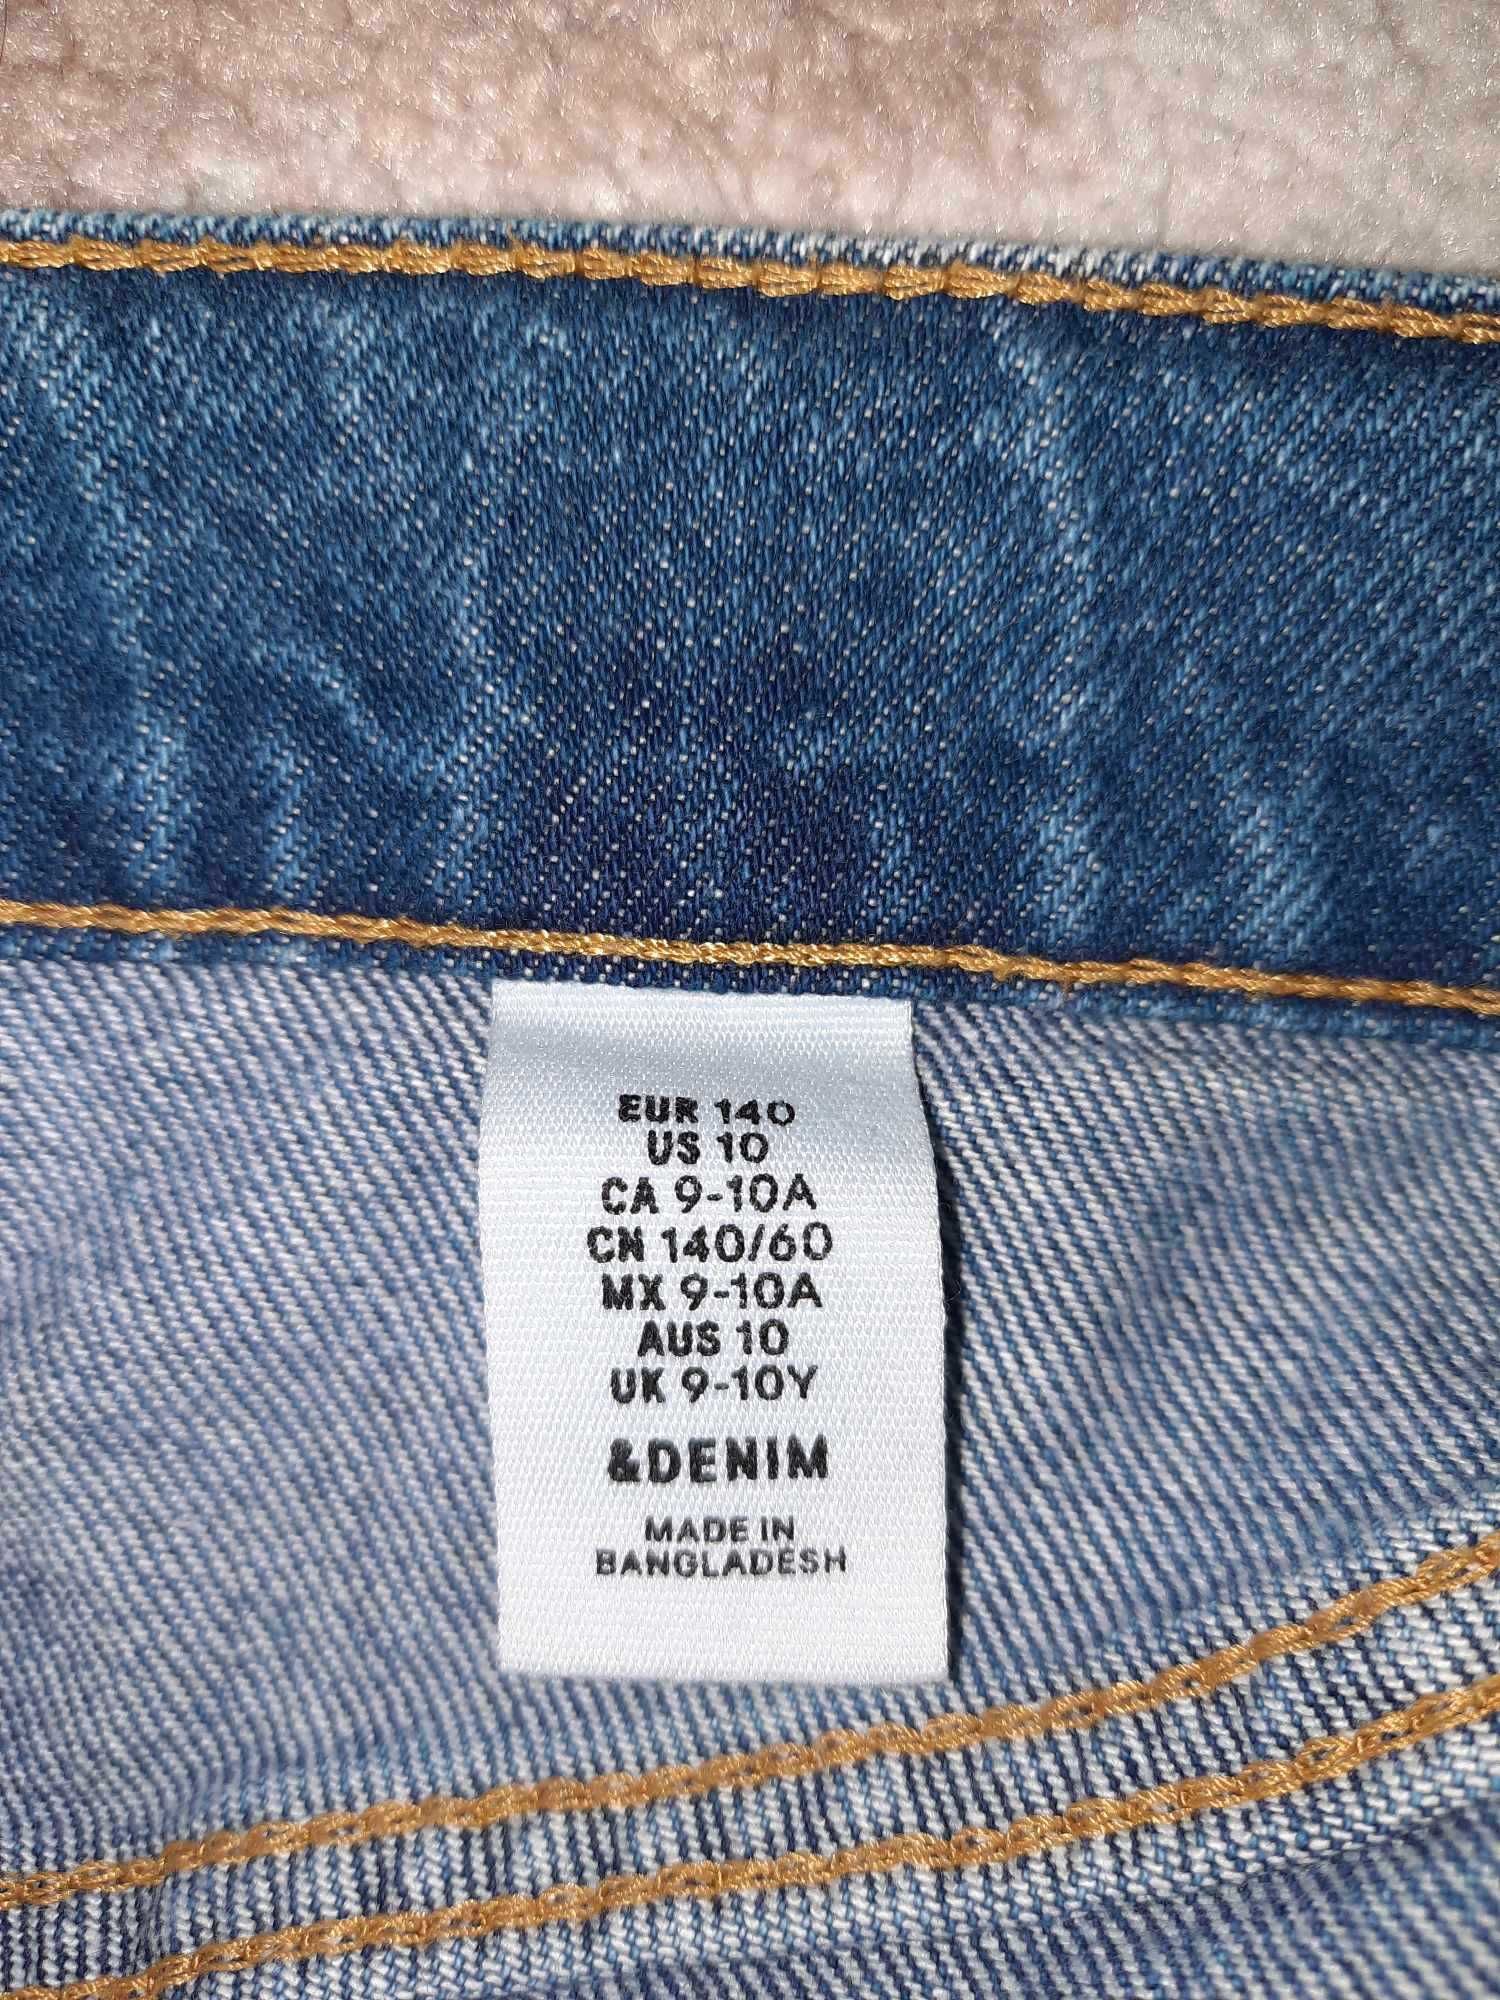 EUR 140
US 10
CA 9-10A
CN 140/60
MX 9-10A
AUS 10
UK 9-10Y
&DENIM
MADE IN
BANGLADESH